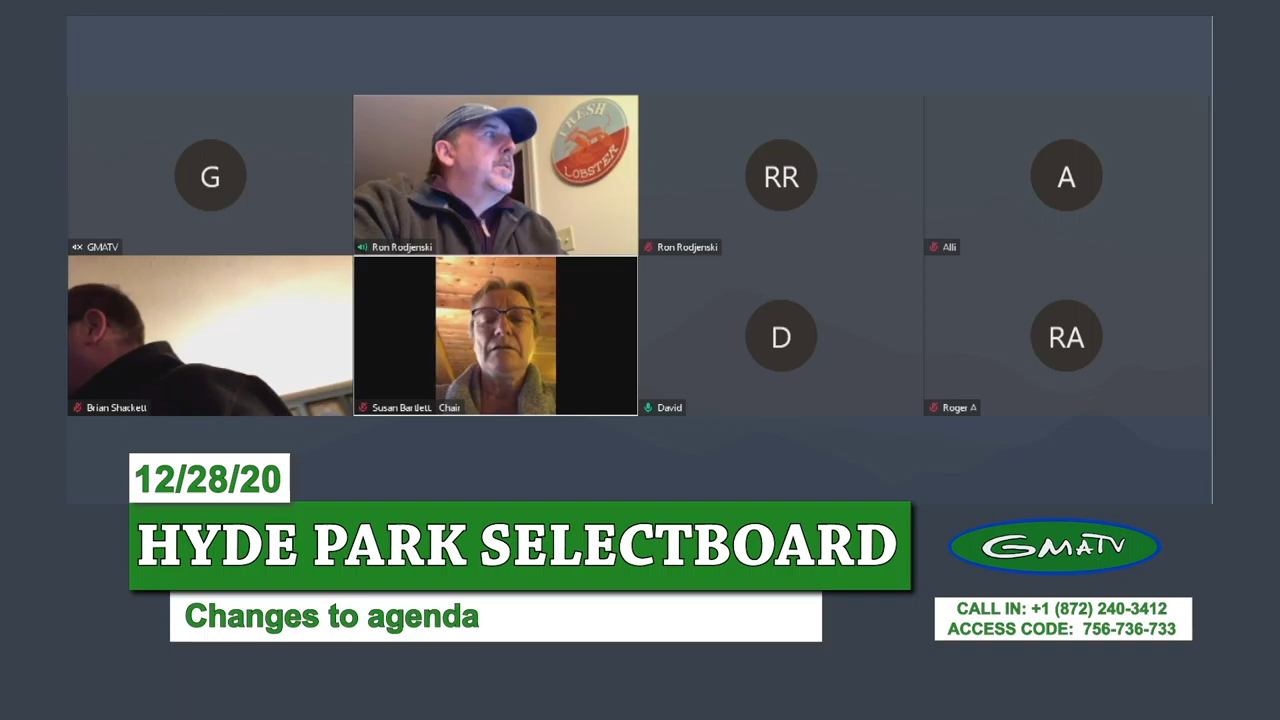 G
FRESH
LOBSTER
RR
A
GMATV
Ron Rodjenski
Ron Rodjenski
Alli
D
RA
Brian Shackett
Susan Bartlett Chair
David
Roger A
12/28/20
HYDE PARK SELECTBOARD
Changes to agenda
GMATV
CALL IN: +1 (872) 240-3412
ACCESS CODE: 756-736-733